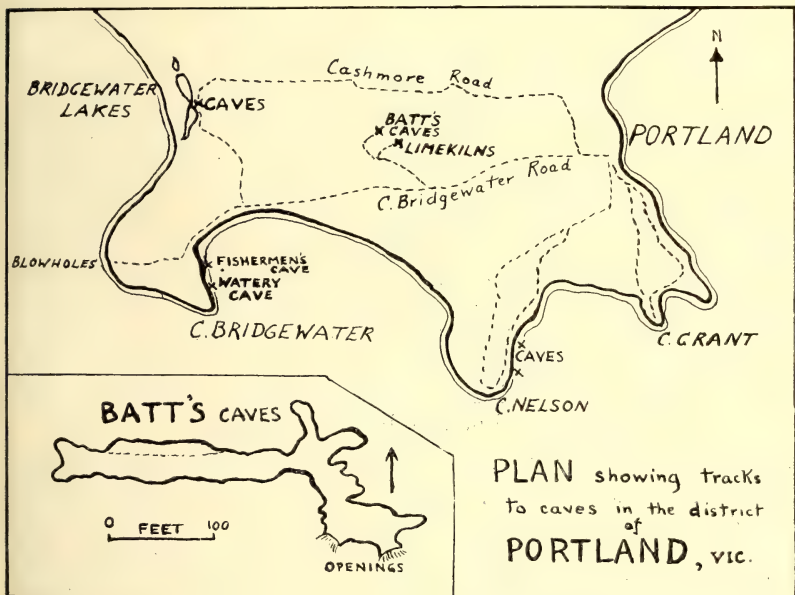 N
Cashmore Road
BRIDGEWATER
LAKES
CAVES
BATT'S
CAVES
LIMEKILNS
PORTLAND
C. Bridgewater Road
BLOWHOLES
FISHERMEN'S
CAVE
WATERY
CAVE
C. BRIDGEWATER
C. GRANT
CAVES
C. NELSON
BATT'S CAVES
0 FEET 100
OPENINGS
PLAN showing tracks
to caves in the district
of
PORTLAND, VIC.